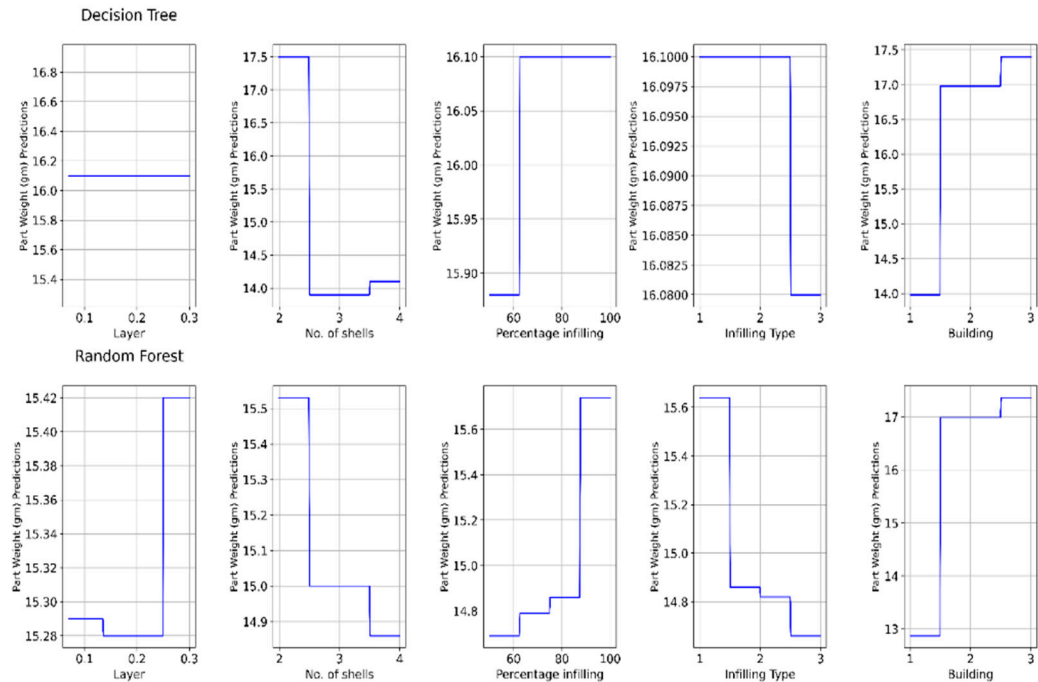 Decision Tree
Part Weight (gm) Predictions
16.8
16.6
16.4
16.2
16.0
15.8
15.6
15.4
0.1 0.2 0.3
Layer
Part Weight (gm) Predictions
17.5
17.0
16.5
16.0
15.5
15.0
14.5
14.0
2 3 4
No. of shells
Part Weight (gm) Predictions
16.10
16.05
16.00
15.95
15.90
60 80 100
Percentage infilling
Part Weight (gm) Predictions
16.1000
16.0975
16.0950
16.0925
16.0900
16.0875
16.0850
16.0825
16.0800
1 2 3
Infilling Type
Part Weight (gm) Predictions
17.5
17.0
16.5
16.0
15.5
15.0
14.5
14.0
1 2 3
Building
Random Forest
Part Weight (gm) Predictions
15.42
15.40
15.38
15.36
15.34
15.32
15.30
15.28
0.1 0.2 0.3
Layer
Part Weight (gm) Predictions
15.5
15.4
15.3
15.2
15.1
15.0
14.9
2 3 4
No. of shells
Part Weight (gm) Predictions
15.6
15.4
15.2
15.0
14.8
60 80 100
Percentage infilling
Part Weight (gm) Predictions
15.6
15.4
15.2
15.0
14.8
1 2 3
Infilling Type
Part Weight (gm) Predictions
17
16
15
14
13
1 2 3
Building